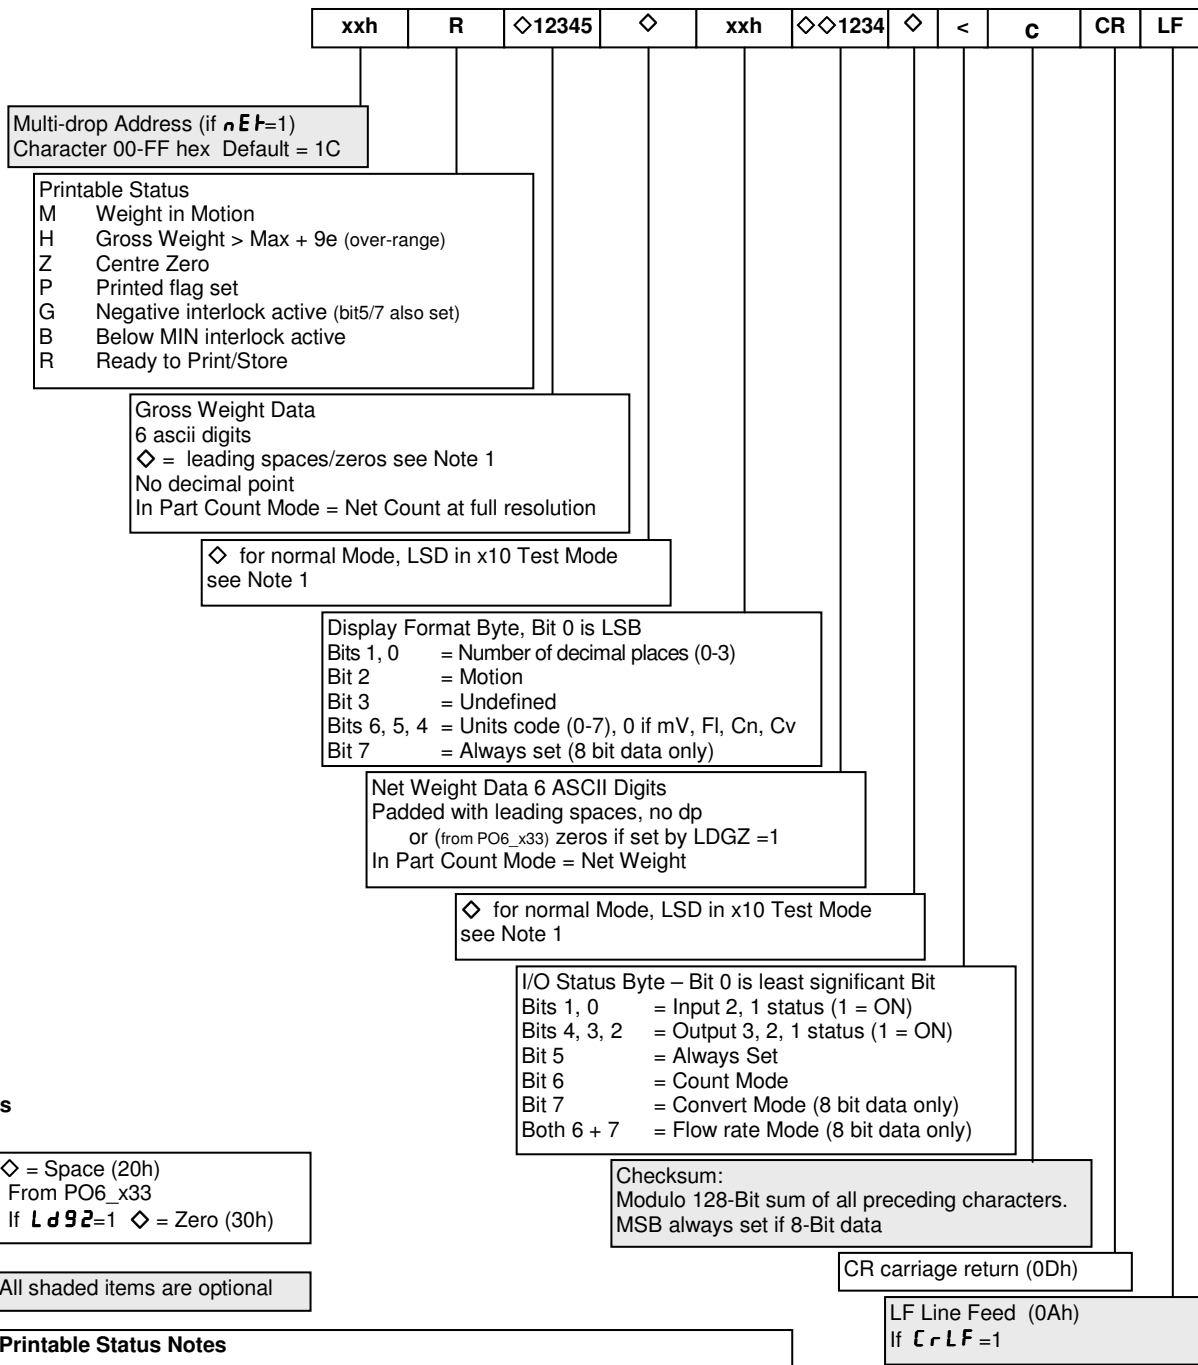 xxh R ◇12345 ◇ xxh ◇◇1234 ◇ < c CR LF
Multi-drop Address (if nEt=1)
Character 00-FF hex Default = 1C
Printable Status
M Weight in Motion
H Gross Weight > Max + 9e (over-range)
Z Centre Zero
P Printed flag set
G Negative interlock active (bit5/7 also set)
B Below MIN interlock active
R Ready to Print/Store
Gross Weight Data
6 ascii digits
◇ = leading spaces/zeros see Note 1
No decimal point
In Part Count Mode = Net Count at full resolution
◇ for normal Mode, LSD in x10 Test Mode
see Note 1
Display Format Byte, Bit 0 is LSB
Bits 1, 0 = Number of decimal places (0-3)
Bit 2 = Motion
Bit 3 = Undefined
Bits 6, 5, 4 = Units code (0-7), 0 if mV, Fl, Cn, Cv
Bit 7 = Always set (8 bit data only)
Net Weight Data 6 ASCII Digits
Padded with leading spaces, no dp
or (from PO6_x33) zeros if set by LDGZ =1
In Part Count Mode = Net Weight
◇ for normal Mode, LSD in x10 Test Mode
see Note 1
I/O Status Byte – Bit 0 is least significant Bit
Bits 1, 0 = Input 2, 1 status (1 = ON)
Bits 4, 3, 2 = Output 3, 2, 1 status (1 = ON)
Bit 5 = Always Set
Bit 6 = Count Mode
Bit 7 = Convert Mode (8 bit data only)
Both 6 + 7 = Flow rate Mode (8 bit data only)
s
◇ = Space (20h)
From PO6_x33
If Ld92=1 ◇ = Zero (30h)
Checksum:
Modulo 128-Bit sum of all preceding characters.
MSB always set if 8-Bit data
CR carriage return (0Dh)
All shaded items are optional
LF Line Feed (0Ah)
If CrLF =1
Printable Status Notes